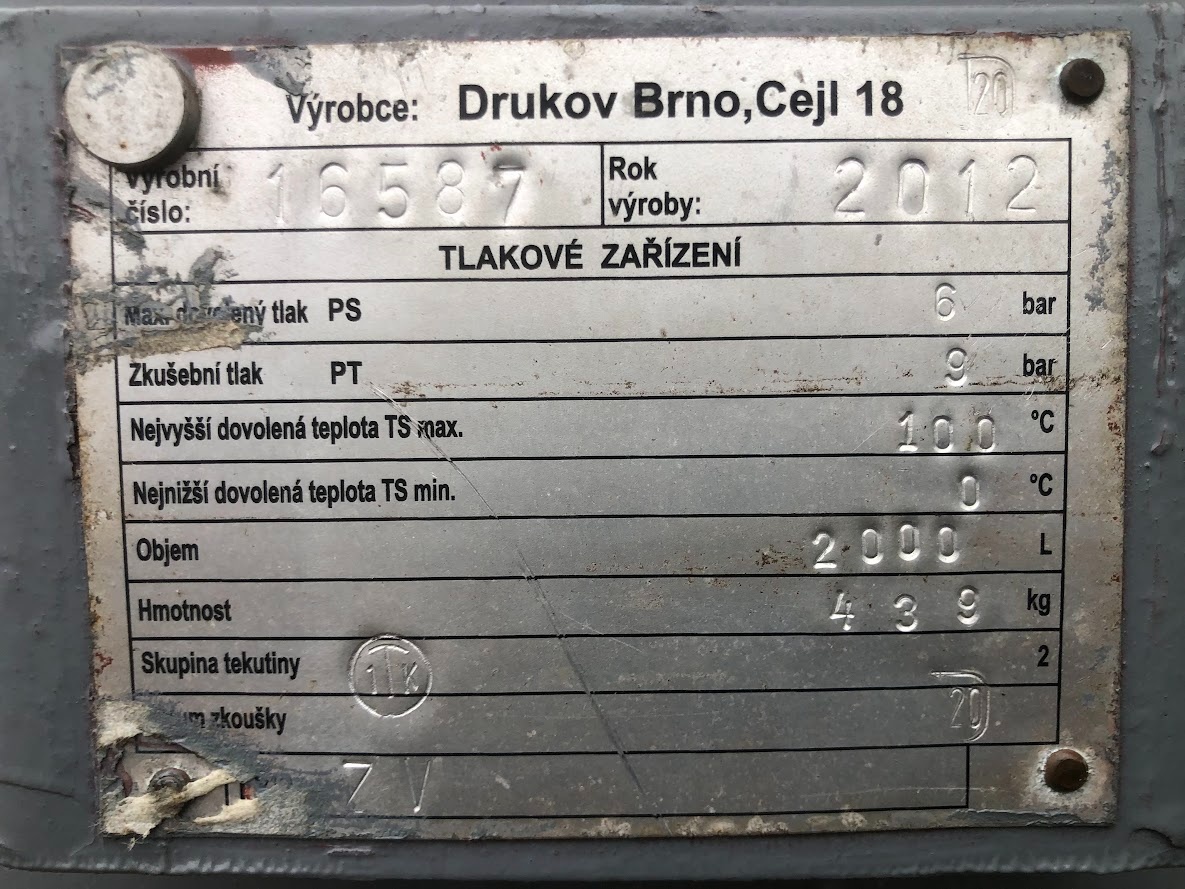 Výrobce: Drukov Brno,Cejl 18
D 20
Výrobní
číslo: 16587
Rok
výroby: 2012
TLAKOVÉ ZAŘÍZENÍ
Max. dovolený tlak PS 6 bar
Zkušební tlak PT 9 bar
Nejvyšší dovolená teplota TS max. 100 °C
Nejnižší dovolená teplota TS min. 0 °C
Objem 2000 L
Hmotnost 439 kg
Skupina tekutiny 2
zkoušky
D 20